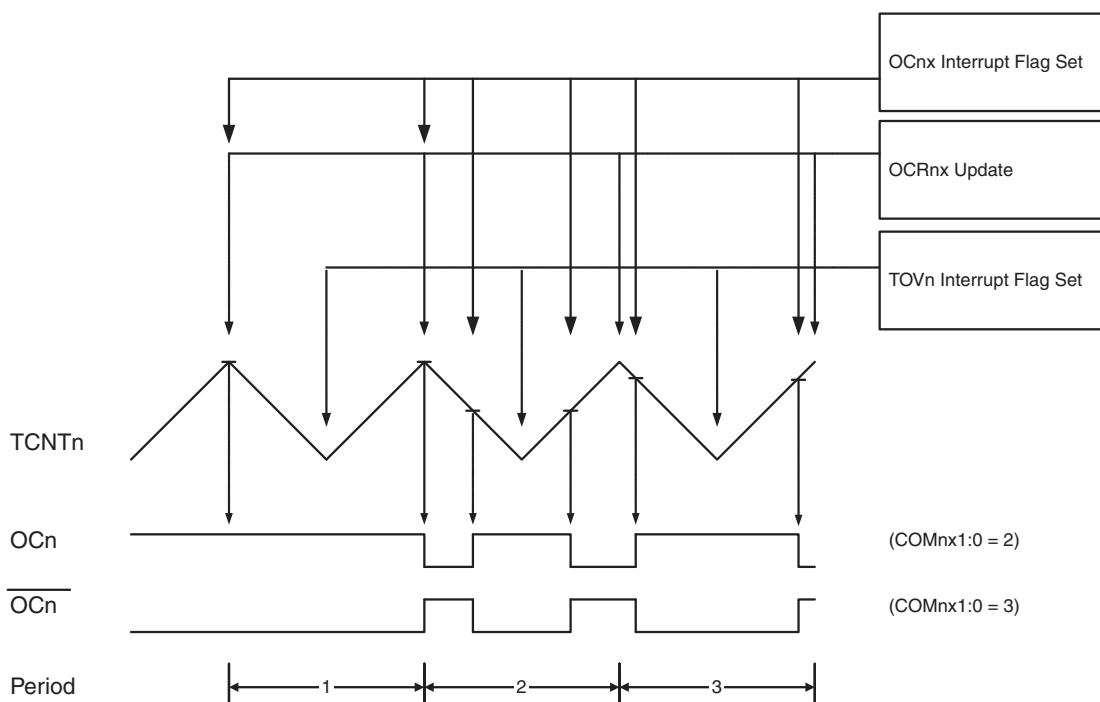 OCnx Interrupt Flag Set
OCRnx Update
TOVn Interrupt Flag Set
TCNTn
OCn (COMnx1:0 = 2)
OCn (COMnx1:0 = 3)
Period 1 2 3